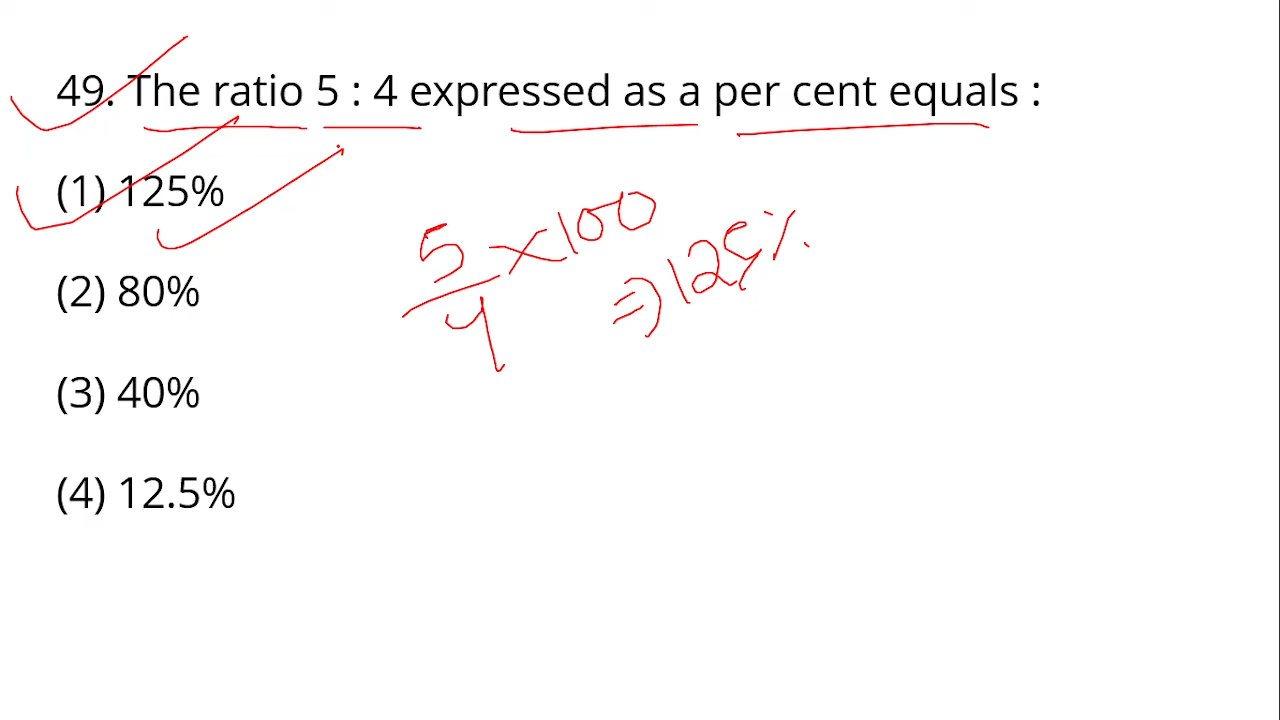 49. The ratio 5 : 4 expressed as a per cent equals :
(1) 125%
5/4 × 100
⇒ 125%
(2) 80%
(3) 40%
(4) 12.5%